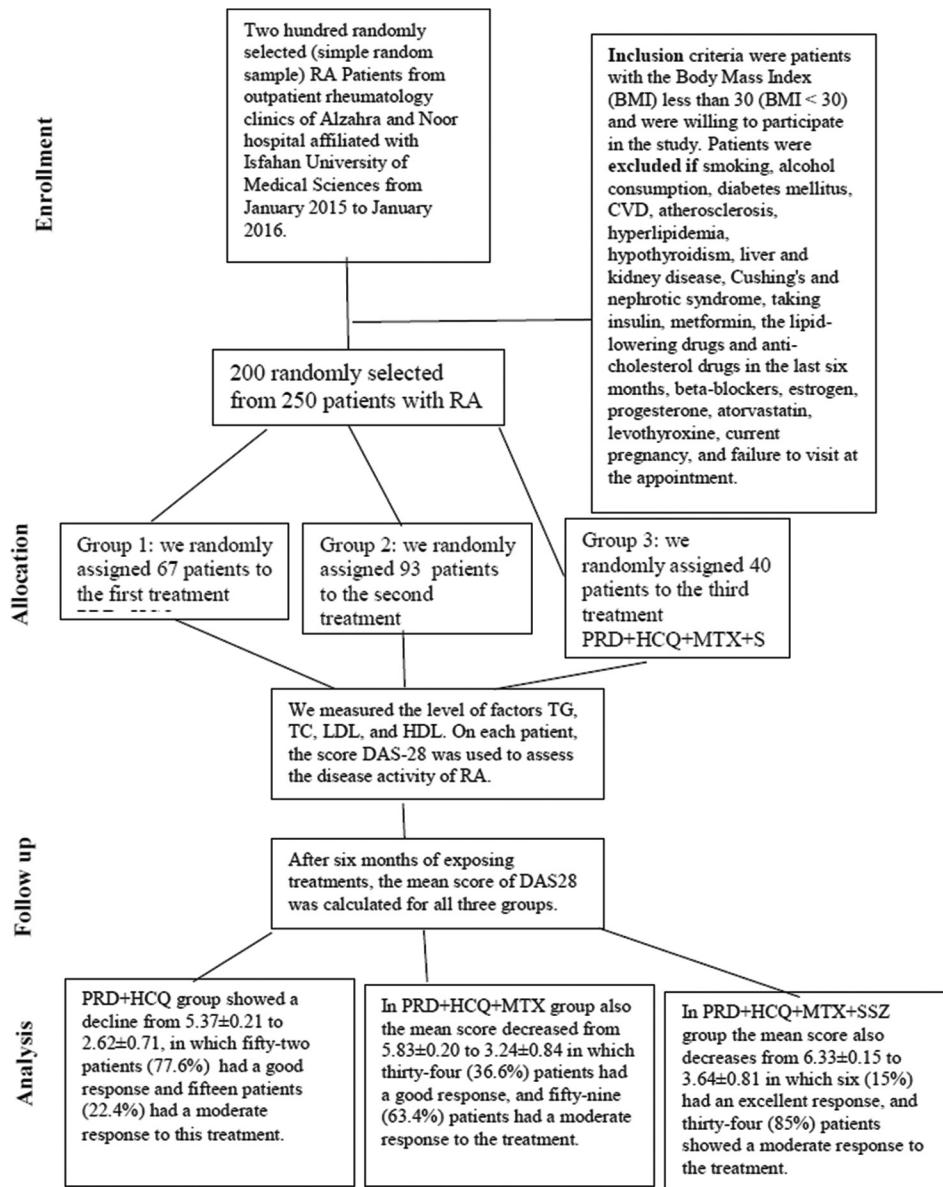 Enrollment
Two hundred randomly
selected (simple random
sample) RA Patients from
outpatient rheumatology
clinics of Alzahra and Noor
hospital affiliated with
Isfahan University of
Medical Sciences from
January 2015 to January
2016.
Inclusion criteria were patients
with the Body Mass Index
(BMI) less than 30 (BMI < 30)
and were willing to participate
in the study. Patients were
excluded if smoking, alcohol
consumption, diabetes mellitus,
CVD, atherosclerosis,
hyperlipidemia,
hypothyroidism, liver and
kidney disease, Cushing's and
nephrotic syndrome, taking
insulin, metformin, the lipid-
lowering drugs and anti-
cholesterol drugs in the last six
months, beta-blockers, estrogen,
progesterone, atorvastatin,
levothyroxine, current
pregnancy, and failure to visit at
the appointment.
200 randomly selected
from 250 patients with RA
Allocation
Group 1: we randomly
assigned 67 patients to
the first treatment
Group 2: we randomly
assigned 93 patients
to the second
treatment
Group 3: we
randomly assigned 40
patients to the third
treatment
PRD+HCQ+MTX+S
We measured the level of factors TG,
TC, LDL, and HDL. On each patient,
the score DAS-28 was used to assess
the disease activity of RA.
Follow up
After six months of exposing
treatments, the mean score of DAS28
was calculated for all three groups.
Analysis
PRD+HCQ group showed a
decline from 5.37±0.21 to
2.62±0.71, in which fifty-two
patients (77.6%) had a good
response and fifteen patients
(22.4%) had a moderate
response to this treatment.
In PRD+HCQ+MTX group also
the mean score decreased from
5.83±0.20 to 3.24±0.84 in which
thirty-four (36.6%) patients had
a good response, and fifty-nine
(63.4%) patients had a moderate
response to the treatment.
In PRD+HCQ+MTX+SSZ
group the mean score also
decreases from 6.33±0.15 to
3.64±0.81 in which six (15%)
had an excellent response, and
thirty-four (85%) patients
showed a moderate response to
the treatment.